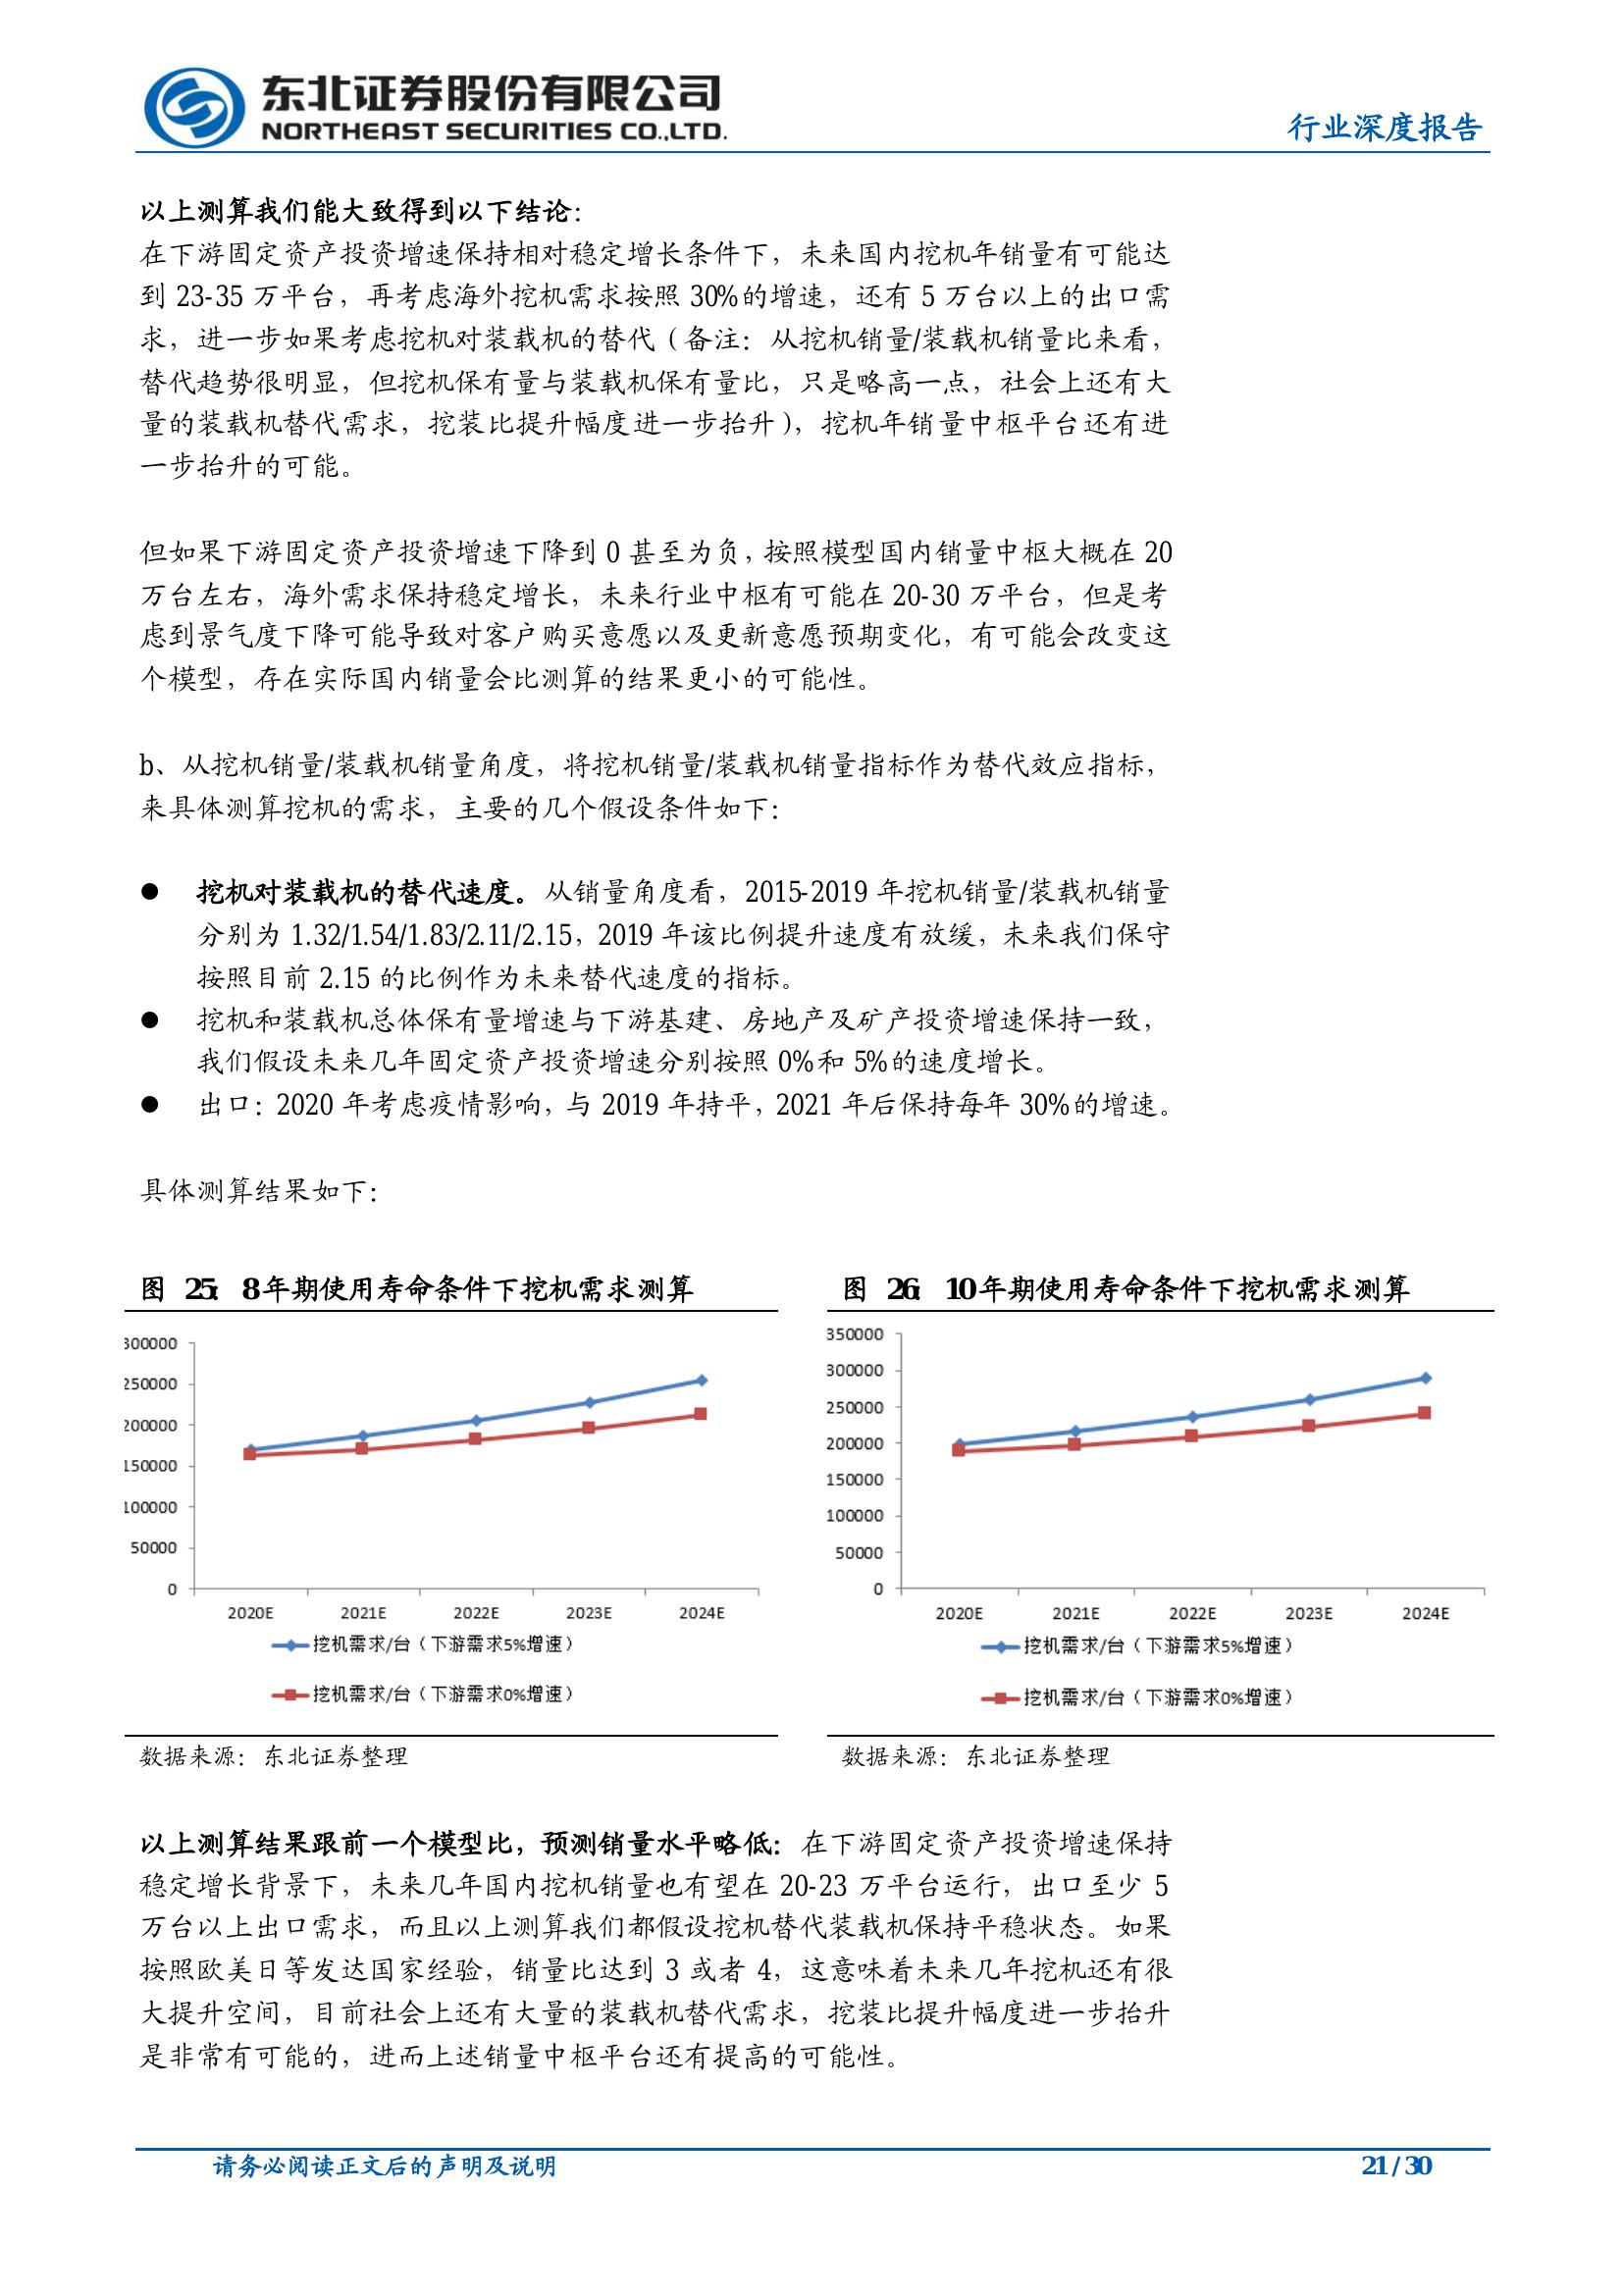 东北证券股份有限公司
NORTHEAST SECURITIES CO.,LTD.
行业深度报告
以上测算我们能大致得到以下结论：
在下游固定资产投资增速保持相对稳定增长条件下，未来国内挖机年销量有可能达
到 23-35 万平台，再考虑海外挖机需求按照 30%的增速，还有 5 万台以上的出口需
求，进一步如果考虑挖机对装载机的替代（备注：从挖机销量/装载机销量比来看，
替代趋势很明显，但挖机保有量与装载机保有量比，只是略高一点，社会上还有大
量的装载机替代需求，挖装比提升幅度进一步抬升），挖机年销量中枢平台还有进
一步抬升的可能。
但如果下游固定资产投资增速下降到 0 甚至为负，按照模型国内销量中枢大概在 20
万台左右，海外需求保持稳定增长，未来行业中枢有可能在 20-30 万平台，但是考
虑到景气度下降可能导致对客户购买意愿以及更新意愿预期变化，有可能会改变这
个模型，存在实际国内销量会比测算的结果更小的可能性。
b、从挖机销量/装载机销量角度，将挖机销量/装载机销量指标作为替代效应指标，
来具体测算挖机的需求，主要的几个假设条件如下：
● 挖机对装载机的替代速度。从销量角度看，2015-2019 年挖机销量/装载机销量
分别为 1.32/1.54/1.83/2.11/2.15，2019 年该比例提升速度有放缓，未来我们保守
按照目前 2.15 的比例作为未来替代速度的指标。
● 挖机和装载机总体保有量增速与下游基建、房地产及矿产投资增速保持一致，
我们假设未来几年固定资产投资增速分别按照 0%和 5%的速度增长。
● 出口：2020 年考虑疫情影响，与 2019 年持平，2021 年后保持每年 30%的增速。
具体测算结果如下：
图 25： 8 年期使用寿命条件下挖机需求测算
300000
250000
200000
150000
100000
50000
0
2020E 2021E 2022E 2023E 2024E
挖机需求/台（下游需求5%增速）
挖机需求/台（下游需求0%增速）
数据来源：东北证券整理
图 26： 10 年期使用寿命条件下挖机需求测算
350000
300000
250000
200000
150000
100000
50000
0
2020E 2021E 2022E 2023E 2024E
挖机需求/台（下游需求5%增速）
挖机需求/台（下游需求0%增速）
数据来源：东北证券整理
以上测算结果跟前一个模型比，预测销量水平略低：在下游固定资产投资增速保持
稳定增长背景下，未来几年国内挖机销量也有望在 20-23 万平台运行，出口至少 5
万台以上出口需求，而且以上测算我们都假设挖机替代装载机保持平稳状态。如果
按照欧美日等发达国家经验，销量比达到 3 或者 4，这意味着未来几年挖机还有很
大提升空间，目前社会上还有大量的装载机替代需求，挖装比提升幅度进一步抬升
是非常有可能的，进而上述销量中枢平台还有提高的可能性。
请务必阅读正文后的声明及说明
21 / 30